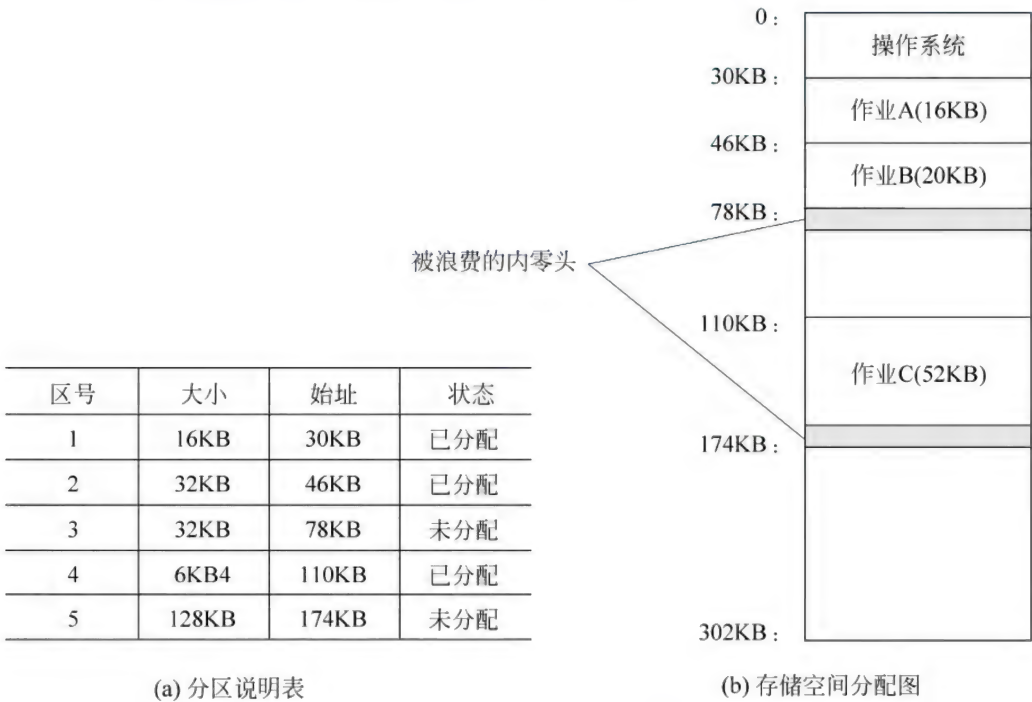 0：
操作系统
30KB：
作业A(16KB)
46KB：
作业B(20KB)
78KB：
被浪费的内零头
110KB：
作业C(52KB)
174KB：
302KB：
区号 大小 始址 状态
1 16KB 30KB 已分配
2 32KB 46KB 已分配
3 32KB 78KB 未分配
4 6KB4 110KB 已分配
5 128KB 174KB 未分配
(a) 分区说明表
(b) 存储空间分配图